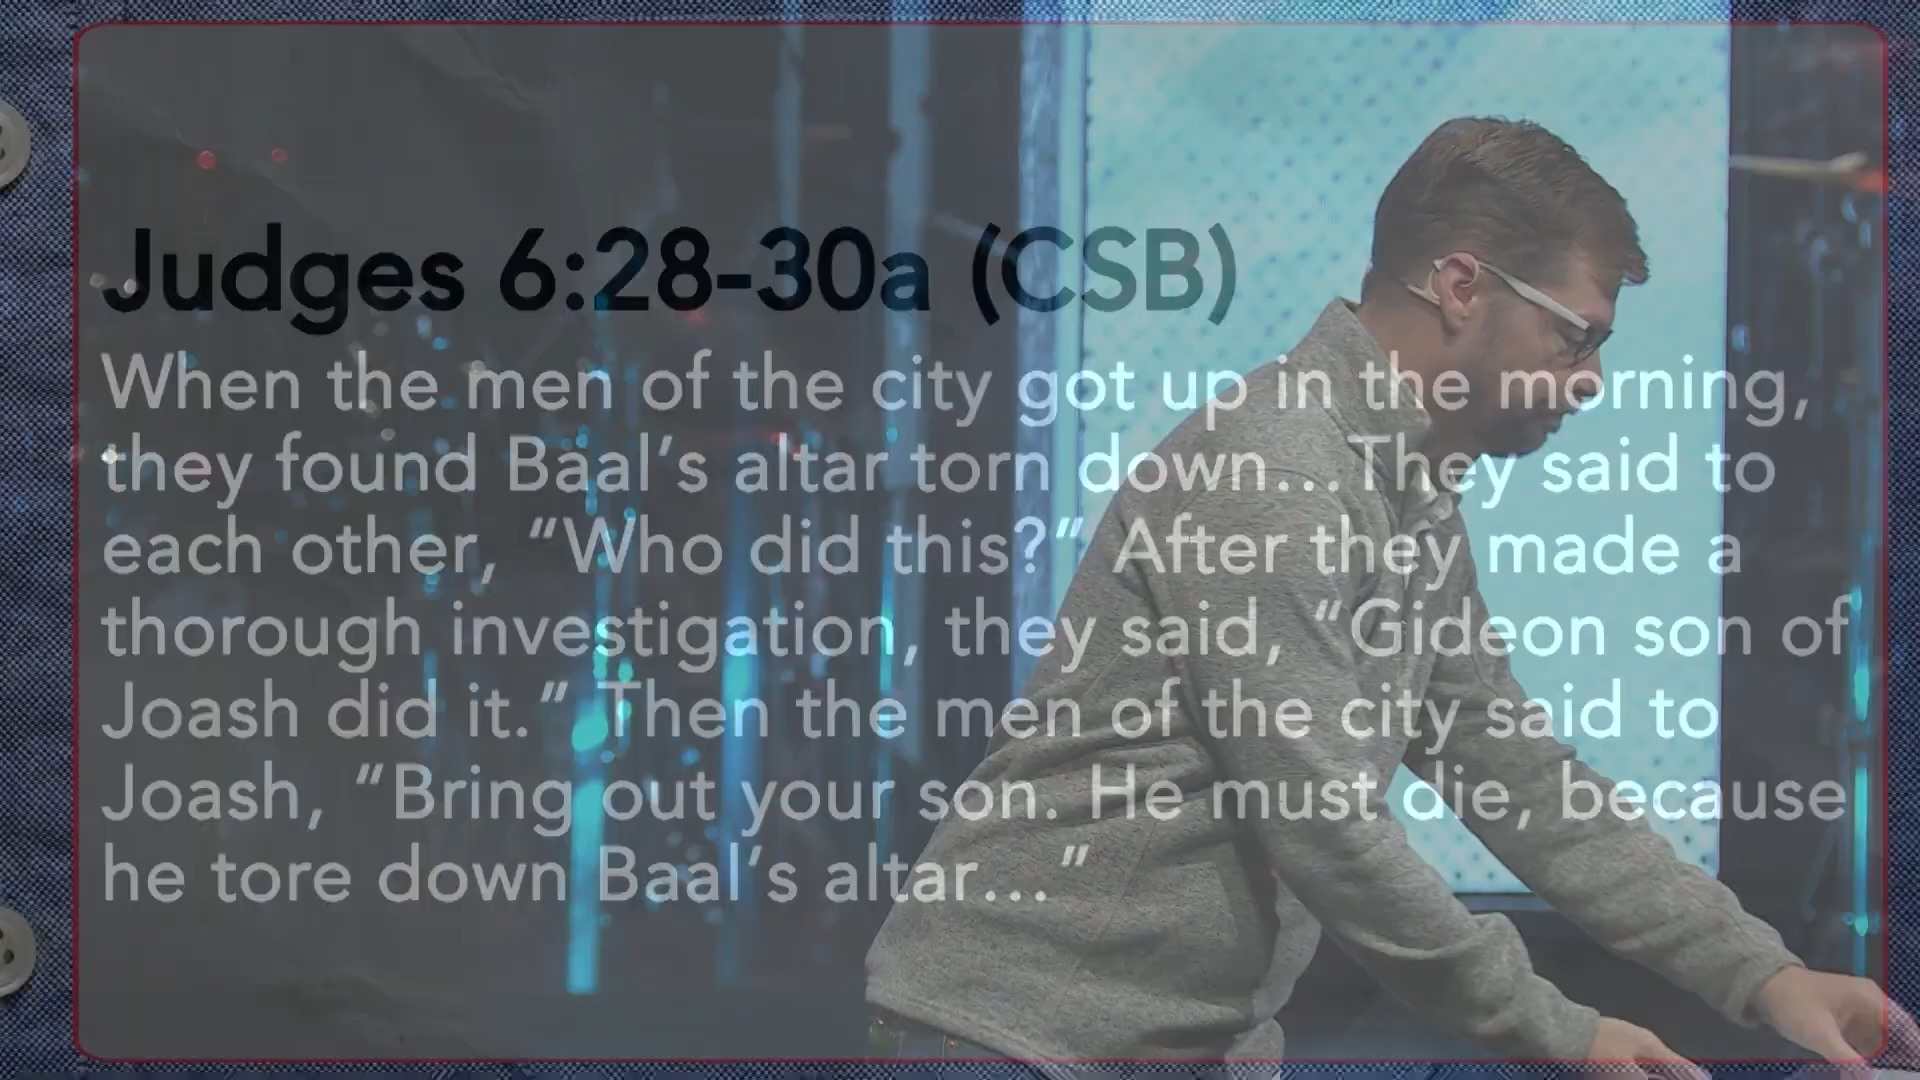 Judges 6:28-30a (CSB)
When the men of the city got up in the morning,
they found Baal’s altar torn down...They said to
each other, “Who did this?” After they made a
thorough investigation, they said, “Gideon son of
Joash did it.” Then the men of the city said to
Joash, “Bring out your son. He must die, because
he tore down Baal’s altar...”